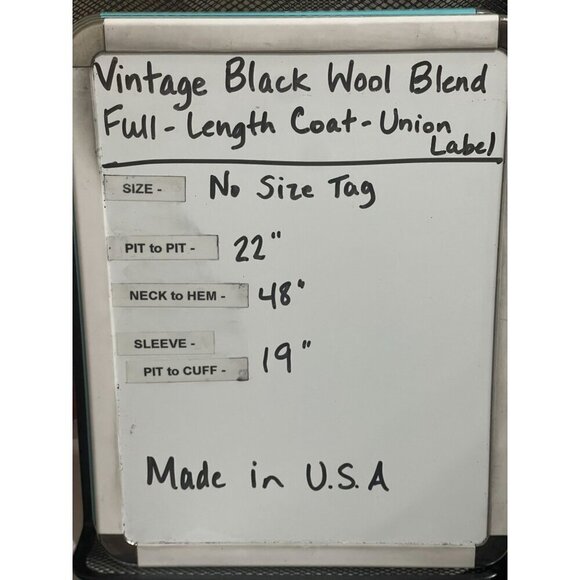 Vintage Black Wool Blend
Full-Length Coat-Union
Label
SIZE - No Size Tag
PIT to PIT - 22"
NECK to HEM - 48"
SLEEVE -
PIT to CUFF - 19"
Made in U.S.A